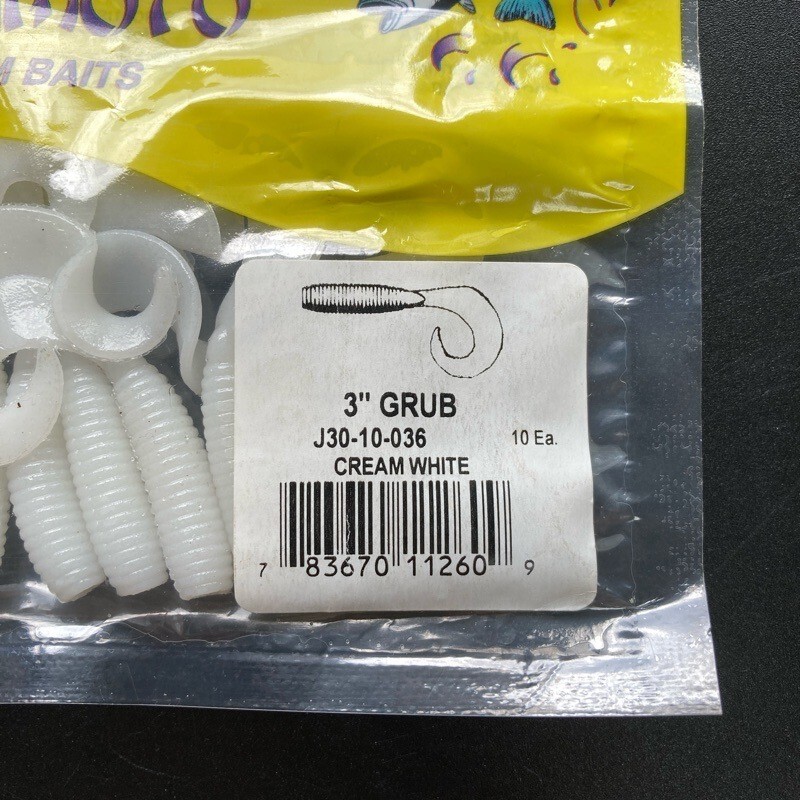 BAITS
3" GRUB
J30-10-036 10 Ea.
CREAM WHITE
7 83670 11260 9